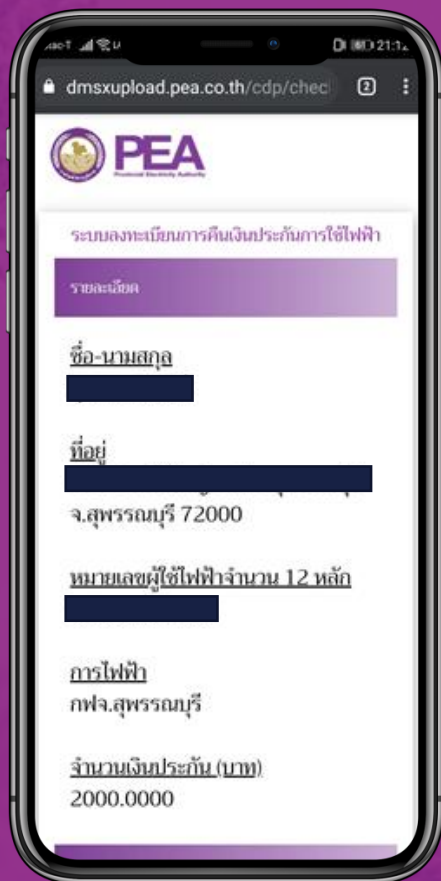 21:12
dmsxupload.pea.co.th/cdp/chec
2
PEA
Provincial Electricity Authority
ระบบลงทะเบียนการคืนเงินประกันการใช้ไฟฟ้า
รายละเอียด
ชื่อ-นามสกุล
ที่อยู่
จ.สุพรรณบุรี 72000
หมายเลขผู้ใช้ไฟฟ้าจำนวน 12 หลัก
การไฟฟ้า
กฟจ.สุพรรณบุรี
จำนวนเงินประกัน (บาท)
2000.0000